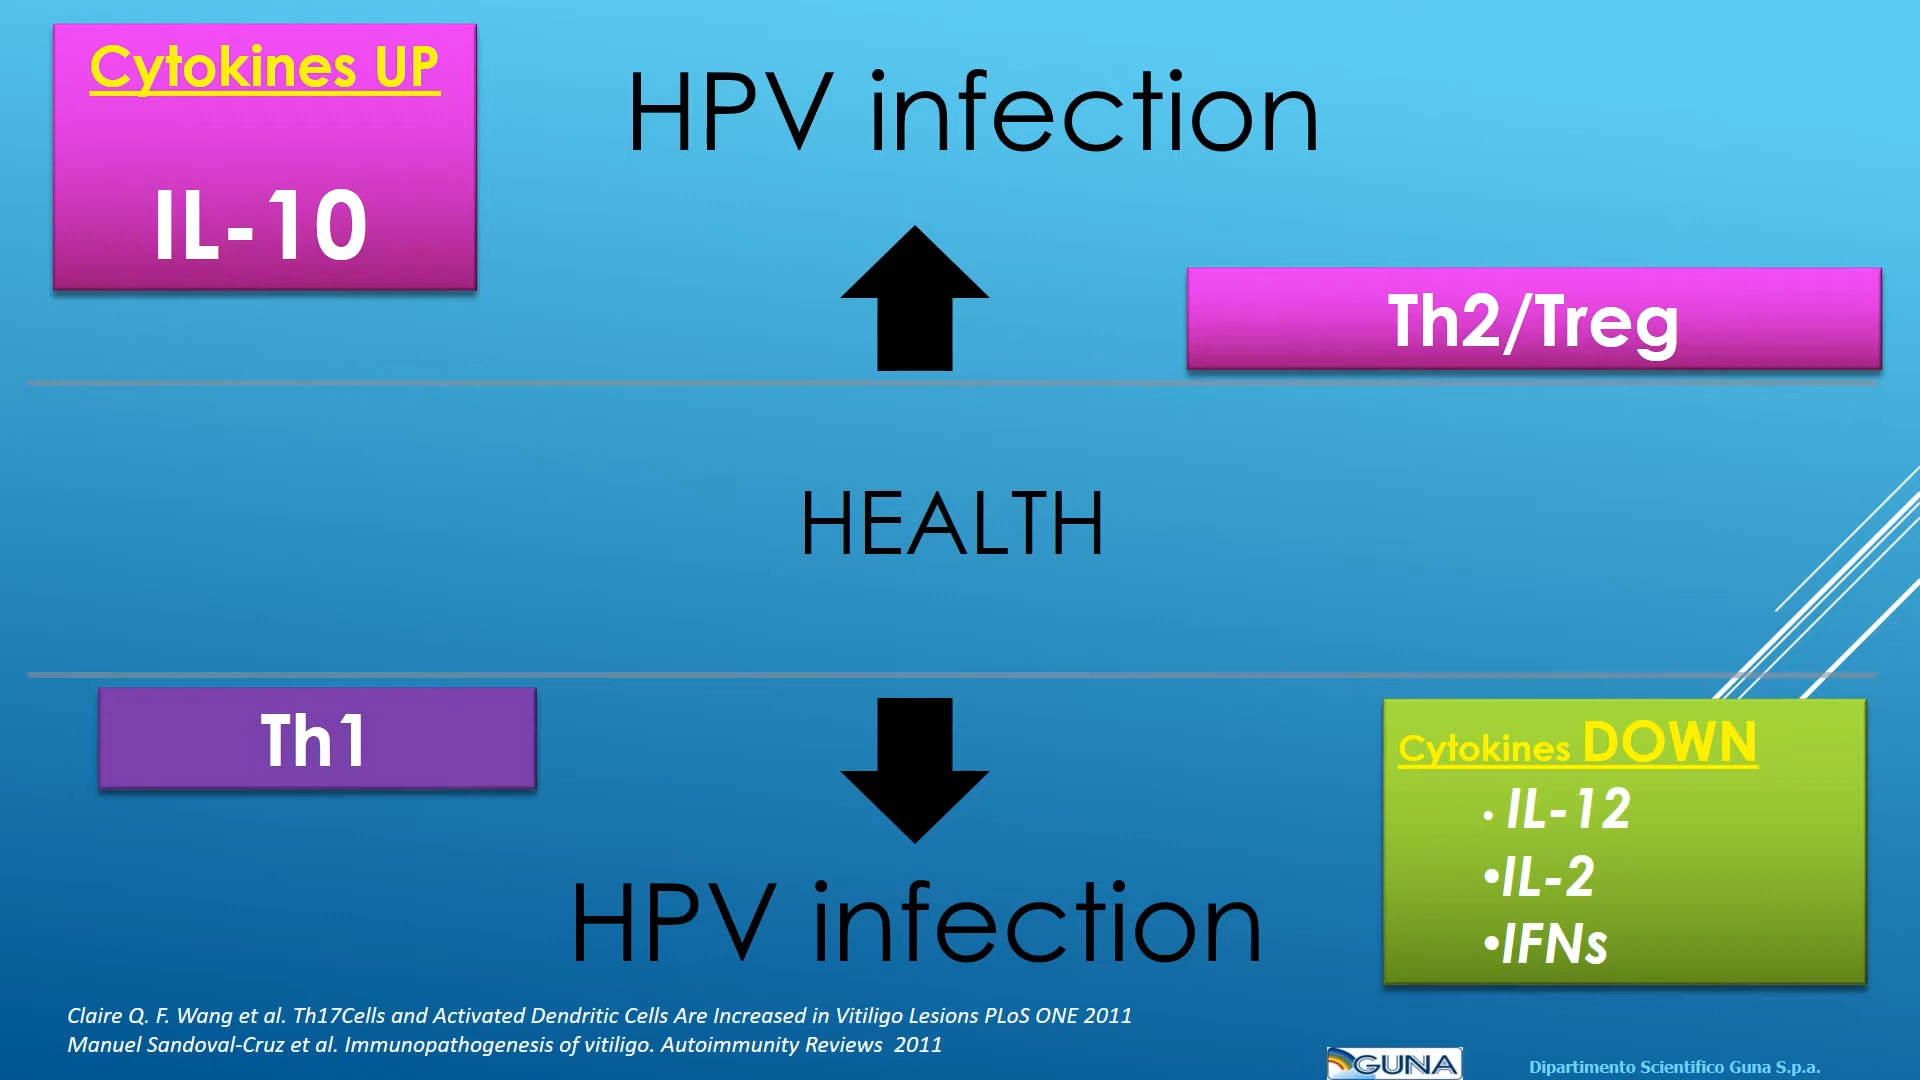 Cytokines UP
IL-10
HPV infection
Th2/Treg
HEALTH
Th1
Cytokines DOWN
• IL-12
•IL-2
•IFNs
HPV infection
Claire Q. F. Wang et al. Th17Cells and Activated Dendritic Cells Are Increased in Vitiligo Lesions PLoS ONE 2011
Manuel Sandoval-Cruz et al. Immunopathogenesis of vitiligo. Autoimmunity Reviews 2011
GUNA
Dipartimento Scientifico Guna S.p.a.